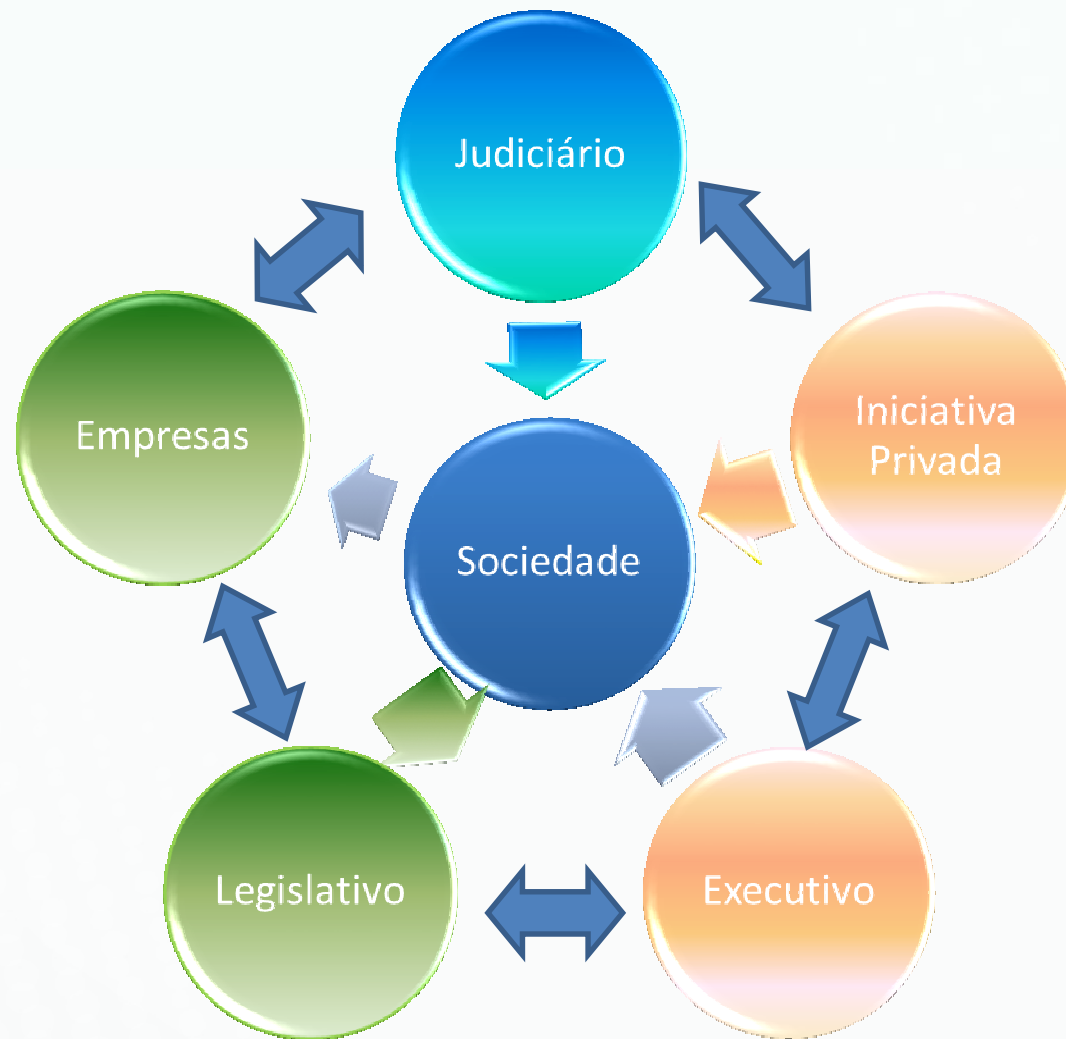 Judiciário
Empresas
Iniciativa
Privada
Sociedade
Legislativo
Executivo